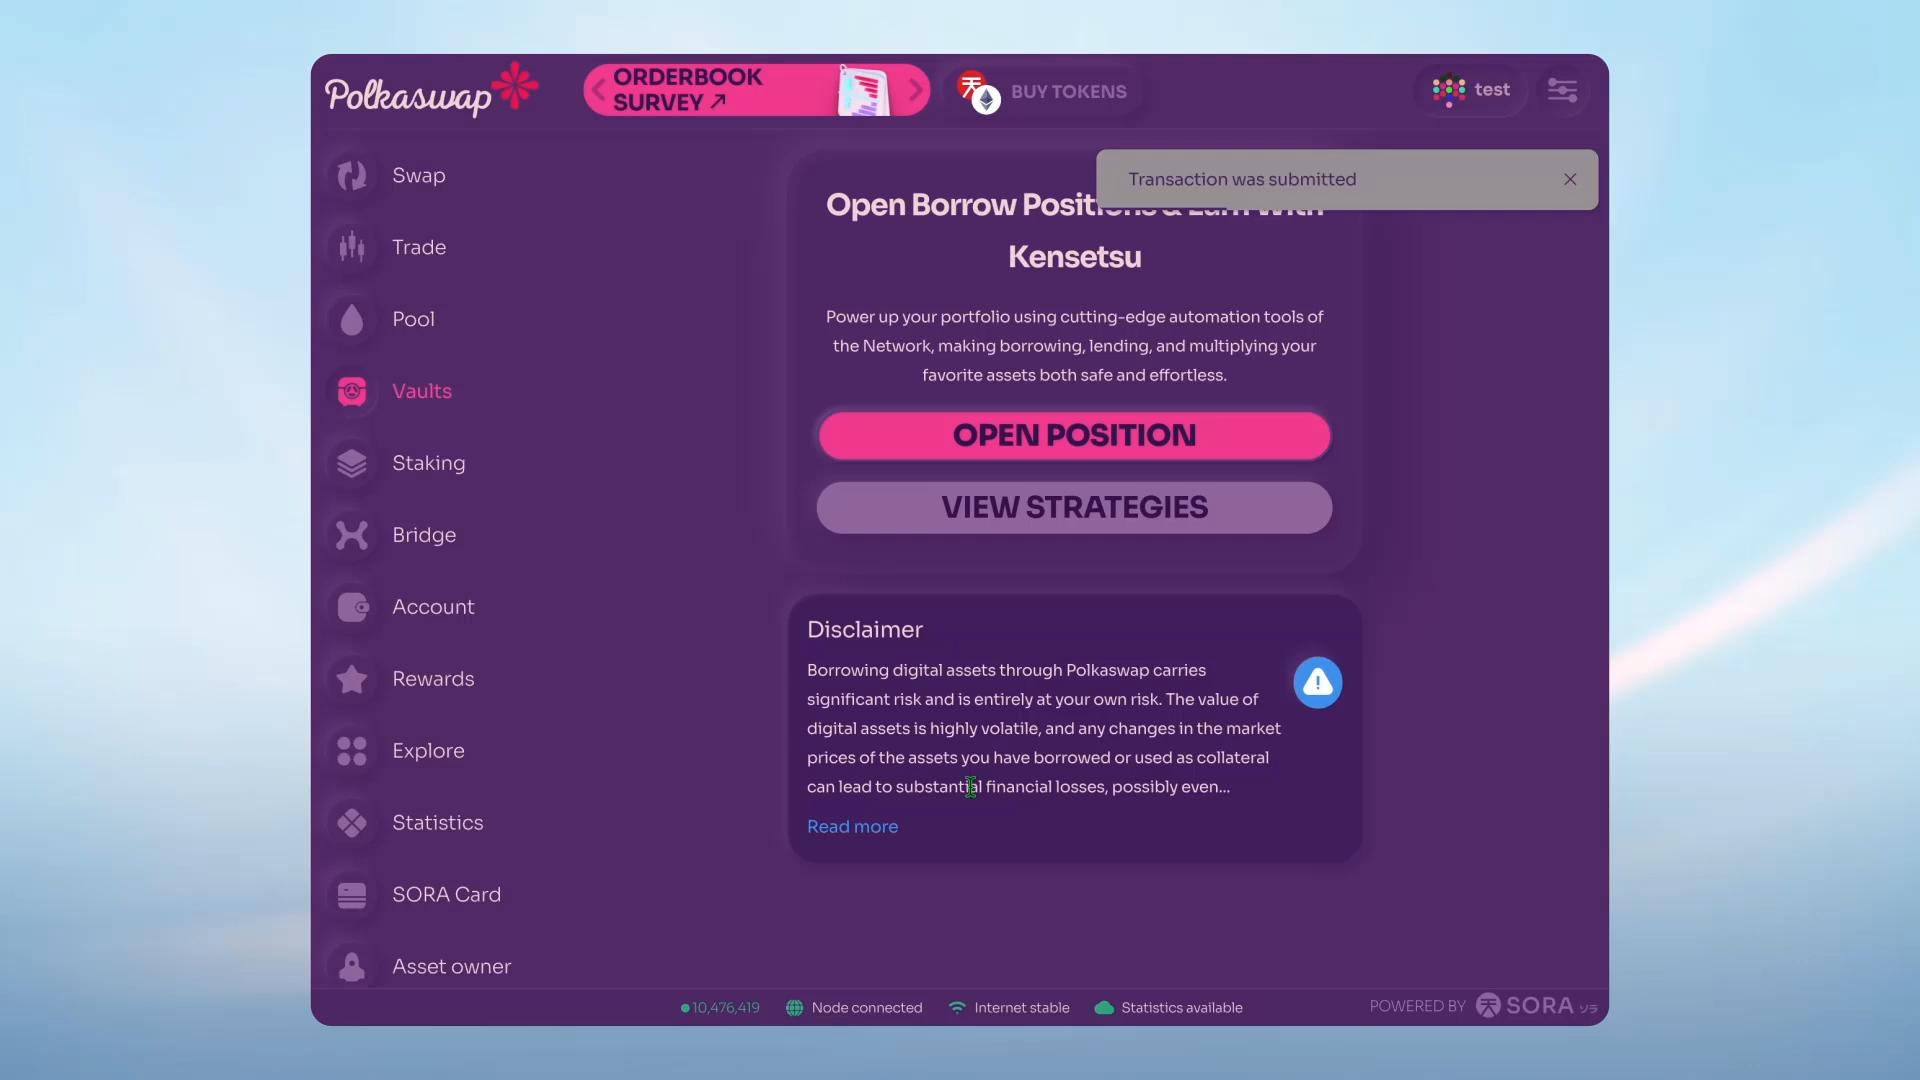 Polkaswap
ORDERBOOK
SURVEY ↗
BUY TOKENS
test
Swap
Trade
Pool
Vaults
Staking
Bridge
Account
Rewards
Explore
Statistics
SORA Card
Asset owner
Transaction was submitted
Open Borrow Positions & Earn With
Kensetsu
Power up your portfolio using cutting-edge automation tools of
the Network, making borrowing, lending, and multiplying your
favorite assets both safe and effortless.
OPEN POSITION
VIEW STRATEGIES
Disclaimer
Borrowing digital assets through Polkaswap carries
significant risk and is entirely at your own risk. The value of
digital assets is highly volatile, and any changes in the market
prices of the assets you have borrowed or used as collateral
can lead to substantial financial losses, possibly even...
Read more
10,476,419
Node connected
Internet stable
Statistics available
POWERED BY 天 SORA ソラ